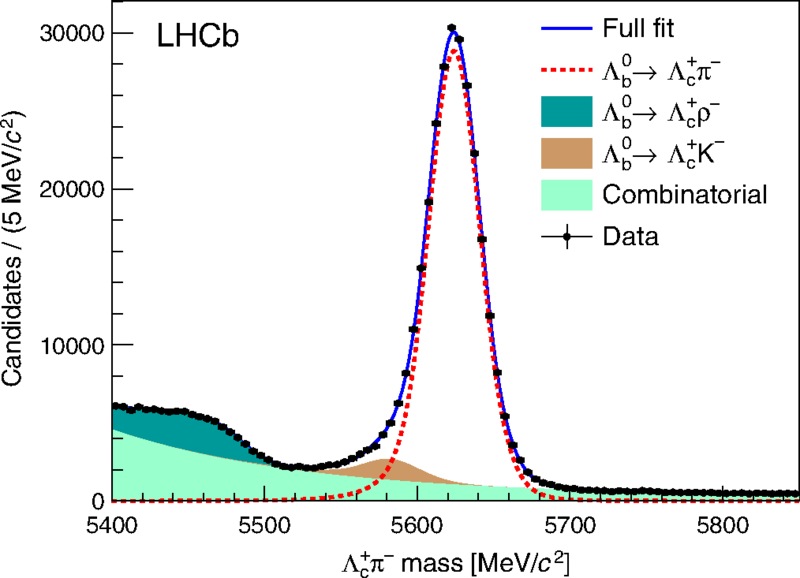 LHCb
Full fit
Λb0 → Λc+π−
Λb0 → Λc+ρ−
Λb0 → Λc+K−
Combinatorial
Data
Candidates / (5 MeV/c2)
30000
20000
10000
0
5400 5500 5600 5700 5800
Λc+π− mass [MeV/c2]